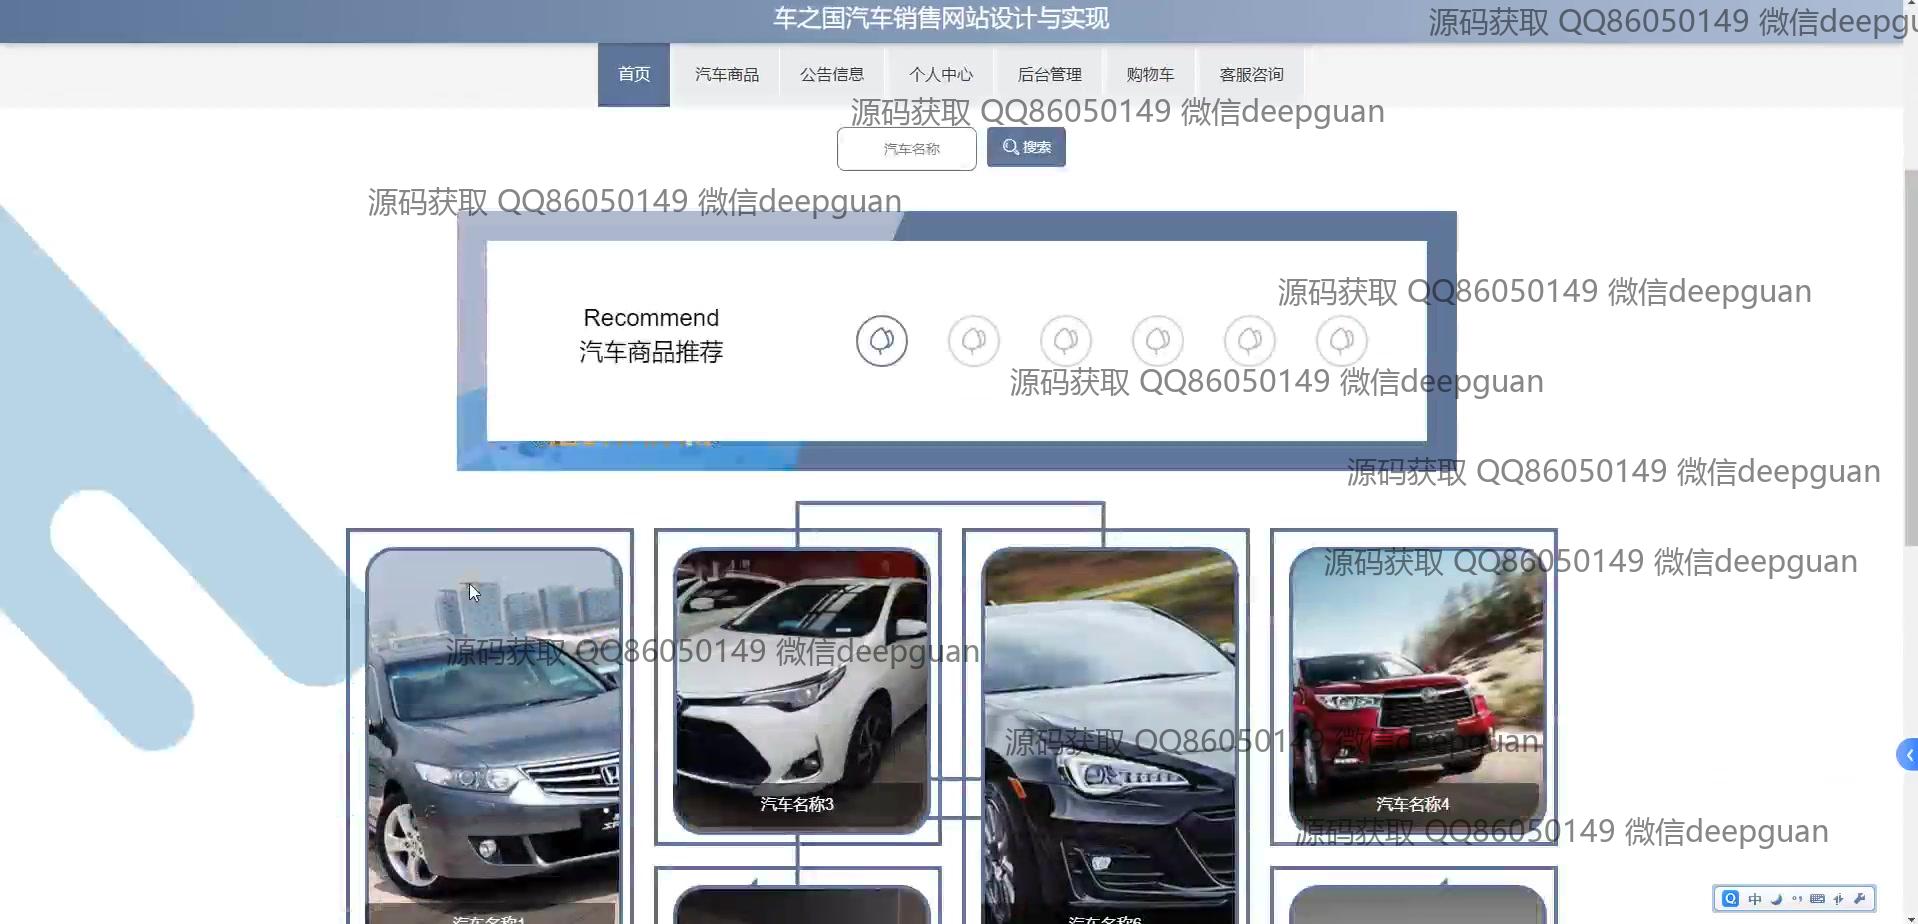 车之国汽车销售网站设计与实现
源码获取 QQ86050149 微信deepgu
首页 汽车商品 公告信息 个人中心 后台管理 购物车 客服咨询
源码获取 QQ86050149 微信deepguan
汽车名称 搜索
源码获取 QQ86050149 微信deepguan
源码获取 QQ86050149 微信deepguan
Recommend
汽车商品推荐
源码获取 QQ86050149 微信deepguan
源码获取 QQ86050149 微信deepguan
源码获取 QQ86050149 微信deepguan
源码获取 QQ86050149 微信deepguan
源码获取 QQ86050149 微信deepguan
汽车名称3
汽车名称4
源码获取 QQ86050149 微信deepguan
汽车名称1
汽车名称6
中